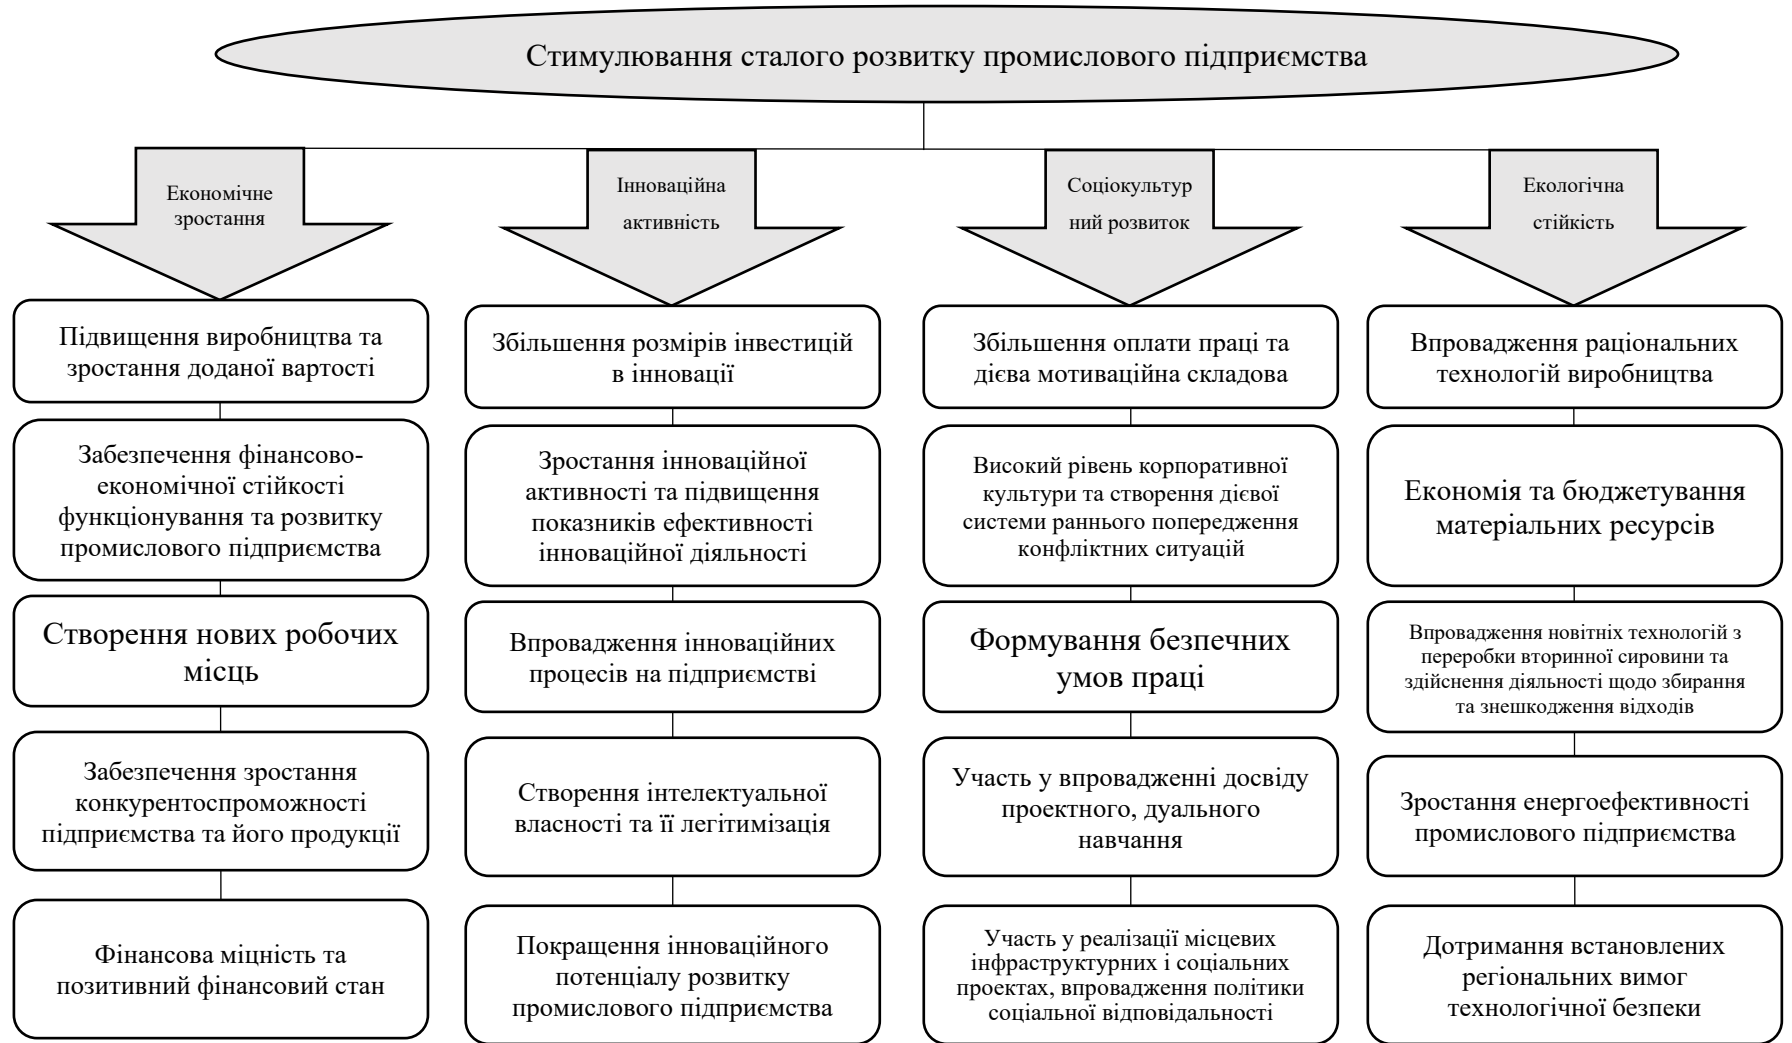 Стимулювання сталого розвитку промислового підприємства
Економічне
зростання
Інноваційна
активність
Соціокультур
ний розвиток
Екологічна
стійкість
Підвищення виробництва та
зростання доданої вартості
Забезпечення фінансово-
економічної стійкості
функціонування та розвитку
промислового підприємства
Створення нових робочих
місць
Забезпечення зростання
конкурентоспроможності
підприємства та його продукції
Фінансова міцність та
позитивний фінансовий стан
Збільшення розмірів інвестицій
в інновації
Зростання інноваційної
активності та підвищення
показників ефективності
інноваційної діяльності
Впровадження інноваційних
процесів на підприємстві
Створення інтелектуальної
власності та її легітимізація
Покращення інноваційного
потенціалу розвитку
промислового підприємства
Збільшення оплати праці та
дієва мотиваційна складова
Високий рівень корпоративної
культури та створення дієвої
системи раннього попередження
конфліктних ситуацій
Формування безпечних
умов праці
Участь у впровадженні досвіду
проектного, дуального
навчання
Участь у реалізації місцевих
інфраструктурних і соціальних
проектах, впровадження політики
соціальної відповідальності
Впровадження раціональних
технологій виробництва
Економія та бюджетування
матеріальних ресурсів
Впровадження новітніх технологій з
переробки вторинної сировини та
здійснення діяльності щодо збирання
та знешкодження відходів
Зростання енергоефективності
промислового підприємства
Дотримання встановлених
регіональних вимог
технологічної безпеки